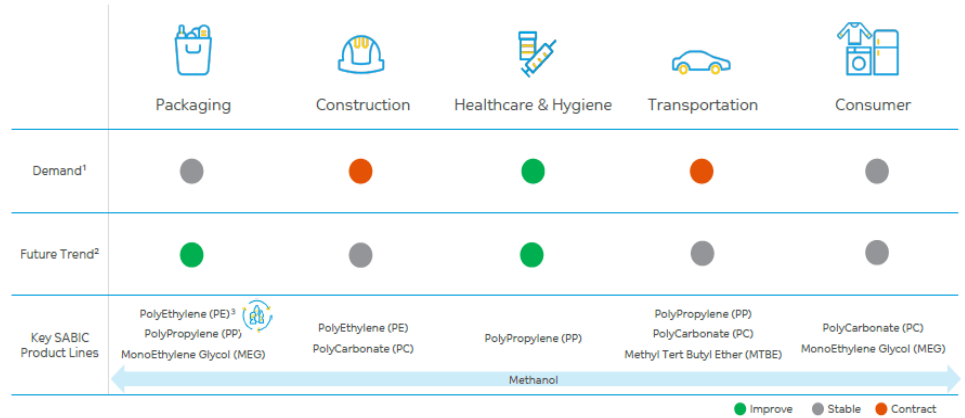 Packaging
Construction
Healthcare & Hygiene
Transportation
Consumer
Demand¹
Future Trend²
Key SABIC
Product Lines
PolyEthylene (PE)³
PolyPropylene (PP)
MonoEthylene Glycol (MEG)
PolyEthylene (PE)
PolyCarbonate (PC)
PolyPropylene (PP)
PolyPropylene (PP)
PolyCarbonate (PC)
Methyl Tert Butyl Ether (MTBE)
PolyCarbonate (PC)
MonoEthylene Glycol (MEG)
Methanol
Improve
Stable
Contract